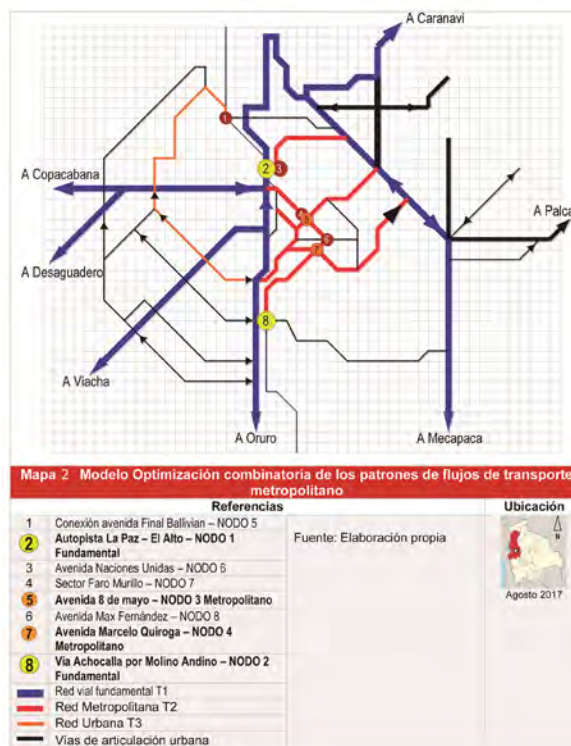 A Caranavi
1
2
3
A Copacabana
A Palca
A Desaguadero
8
A Viacha
A Oruro
A Mecapaca
Mapa 2 Modelo Optimización combinatoria de los patrones de flujos de transporte
metropolitano
Referencias
Ubicación
1 Conexión avenida Final Ballivian – NODO 5
2 Autopista La Paz – El Alto – NODO 1
Fundamental
3 Avenida Naciones Unidas – NODO 6
4 Sector Faro Murillo – NODO 7
5 Avenida 8 de mayo – NODO 3 Metropolitano
6 Avenida Max Fernández – NODO 8
7 Avenida Marcelo Quiroga – NODO 4
Metropolitano
8 Via Achocalla por Molino Andino – NODO 2
Fundamental
Red vial fundamental T1
Red Metropolitana T2
Red Urbana T3
Vías de articulación urbana
Fuente: Elaboración propia
N
Agosto 2017